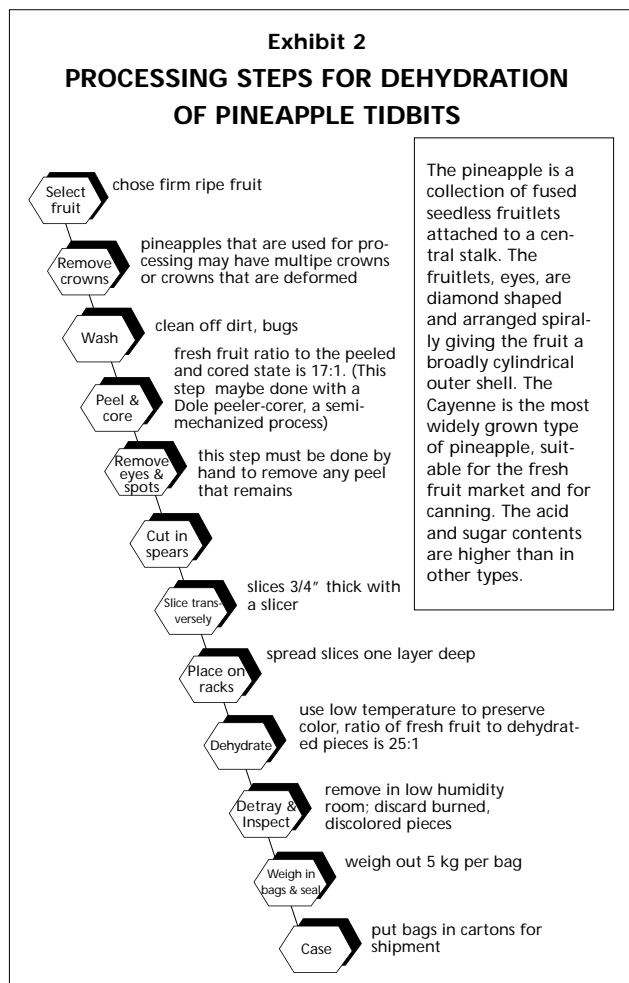 Exhibit 2
PROCESSING STEPS FOR DEHYDRATION
OF PINEAPPLE TIDBITS
Select
fruit
chose firm ripe fruit
Remove
crowns
pineapples that are used for pro-
cessing may have multipe crowns
or crowns that are deformed
Wash
clean off dirt, bugs
Peel &
core
fresh fruit ratio to the peeled
and cored state is 17:1. (This
step maybe done with a
Dole peeler-corer, a semi-
mechanized process)
Remove
eyes &
spots
this step must be done by
hand to remove any peel
that remains
Cut in
spears
Slice trans-
versely
slices 3/4" thick with
a slicer
Place on
racks
spread slices one layer deep
Dehydrate
use low temperature to preserve
color, ratio of fresh fruit to dehydrat-
ed pieces is 25:1
Detray &
Inspect
remove in low humidity
room; discard burned,
discolored pieces
Weigh in
bags & seal
weigh out 5 kg per bag
Case
put bags in cartons for
shipment
The pineapple is a
collection of fused
seedless fruitlets
attached to a cen-
tral stalk. The
fruitlets, eyes, are
diamond shaped
and arranged spiral-
ly giving the fruit a
broadly cylindrical
outer shell. The
Cayenne is the most
widely grown type
of pineapple, suit-
able for the fresh
fruit market and for
canning. The acid
and sugar contents
are higher than in
other types.